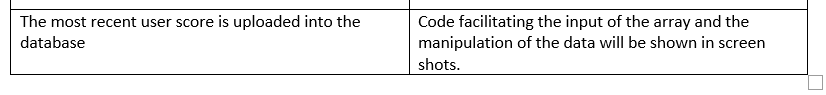 The most recent user score is uploaded into the
database
Code facilitating the input of the array and the
manipulation of the data will be shown in screen
shots.